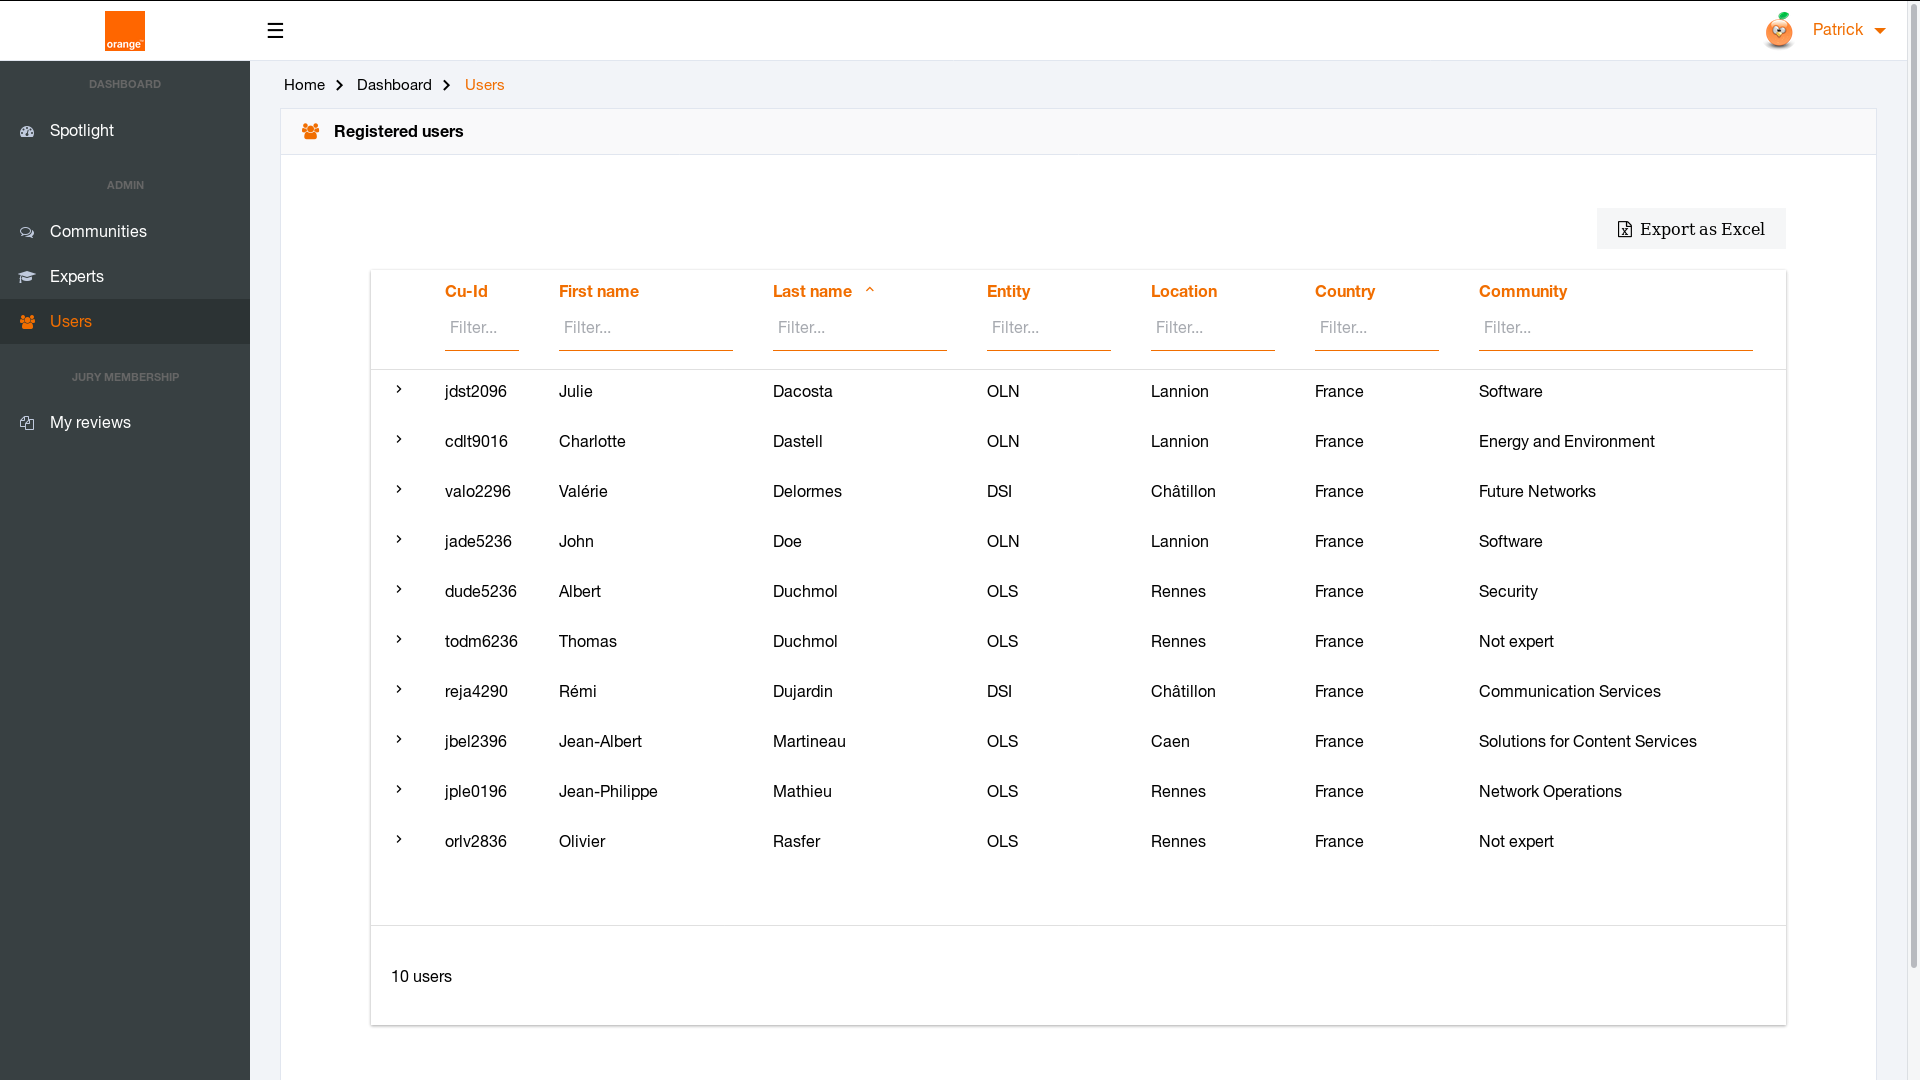 orange™
Patrick
DASHBOARD
Spotlight
ADMIN
Communities
Experts
Users
JURY MEMBERSHIP
My reviews
Home Dashboard Users
Registered users
Export as Excel
Cu-Id First name Last name Entity Location Country Community
Filter... Filter... Filter... Filter... Filter... Filter... Filter...
jdst2096 Julie Dacosta OLN Lannion France Software
cdlt9016 Charlotte Dastell OLN Lannion France Energy and Environment
valo2296 Valérie Delormes DSI Châtillon France Future Networks
jade5236 John Doe OLN Lannion France Software
dude5236 Albert Duchmol OLS Rennes France Security
todm6236 Thomas Duchmol OLS Rennes France Not expert
reja4290 Rémi Dujardin DSI Châtillon France Communication Services
jbel2396 Jean-Albert Martineau OLS Caen France Solutions for Content Services
jple0196 Jean-Philippe Mathieu OLS Rennes France Network Operations
orlv2836 Olivier Rasfer OLS Rennes France Not expert
10 users